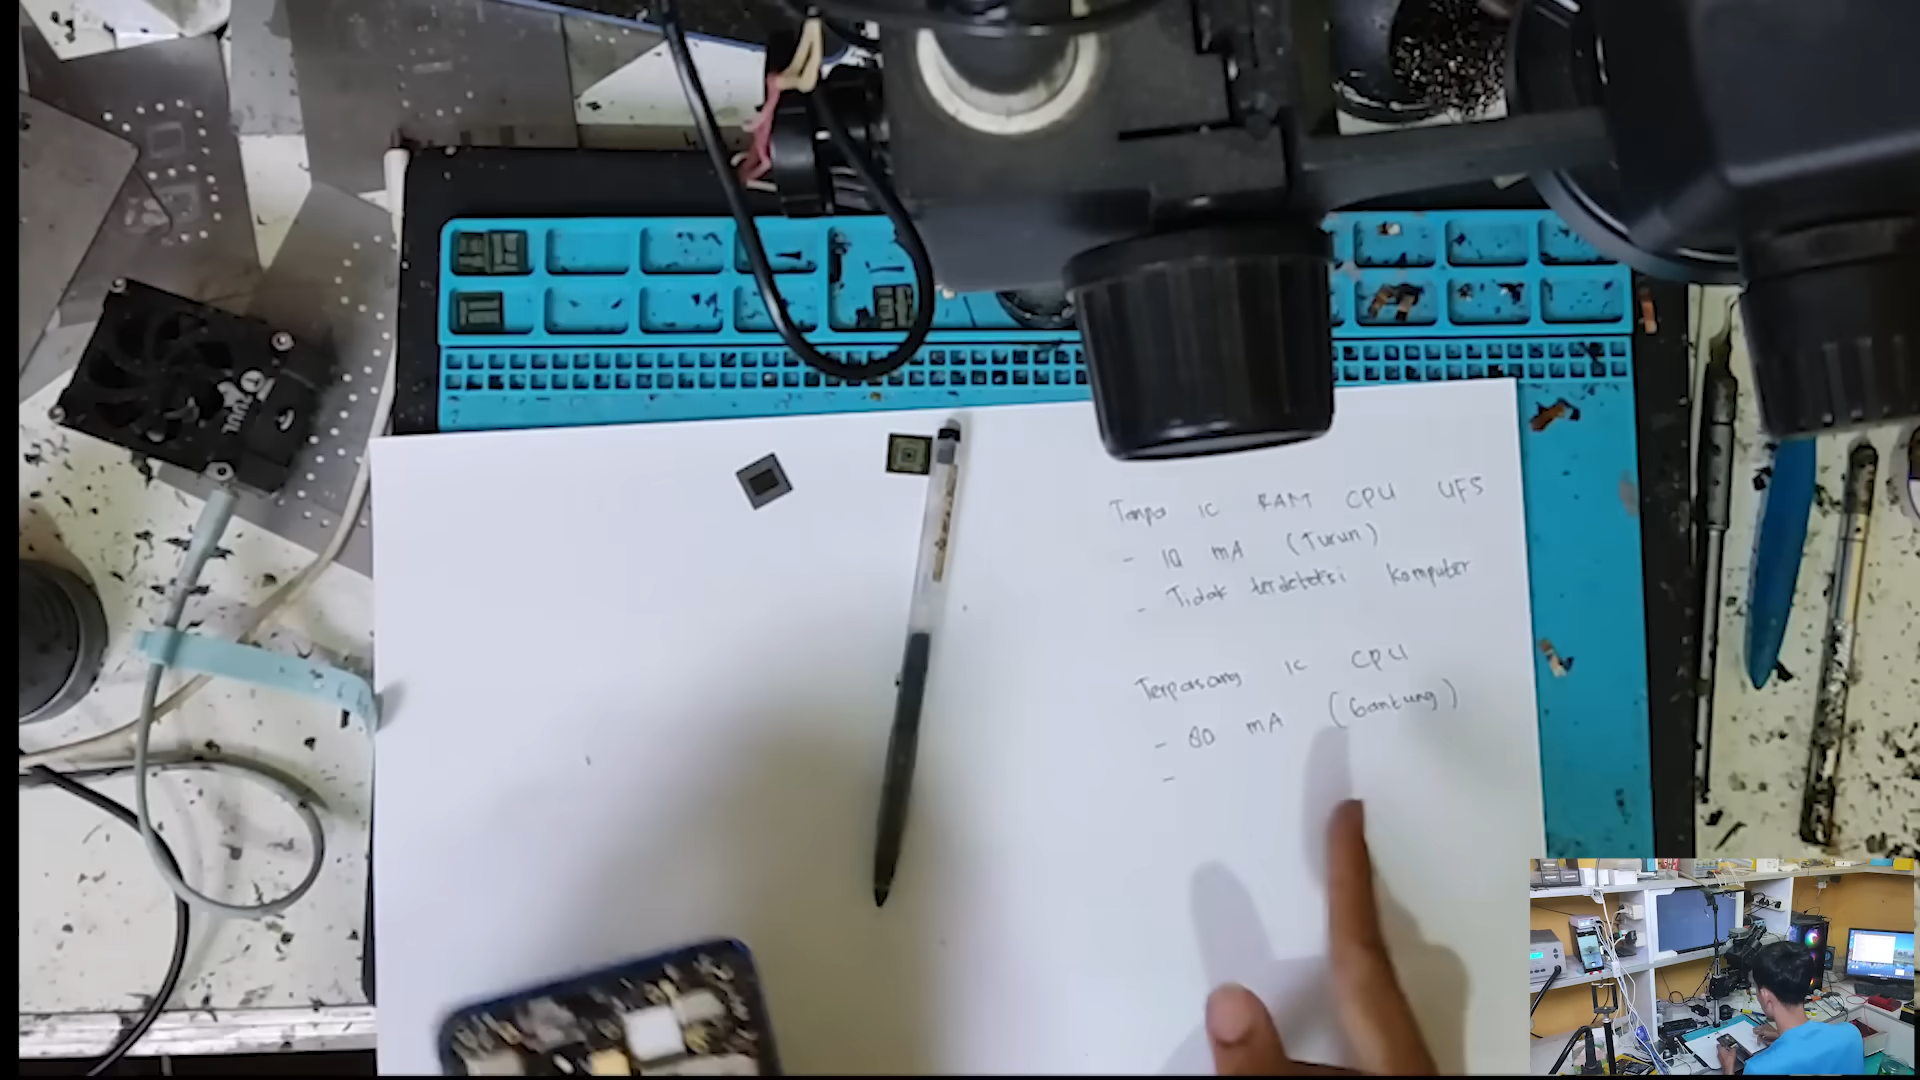 Tanpa IC RAM CPU UFS
- 10 mA (Turun)
- Tidak terdeteksi komputer
Terpasang IC CPU
- 80 mA (Gantung)
-